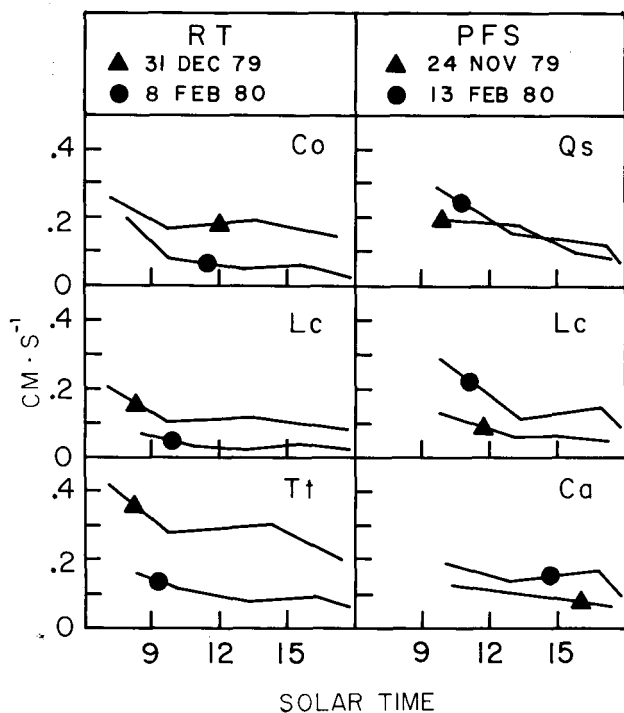 RT
▲ 31 DEC 79
● 8 FEB 80
PFS
▲ 24 NOV 79
● 13 FEB 80
CM·S⁻¹
.4
.2
0
Co
Qs
.4
.2
0
Lc
Lc
.4
.2
0
Tt
Ca
9 12 15
9 12 15
SOLAR TIME